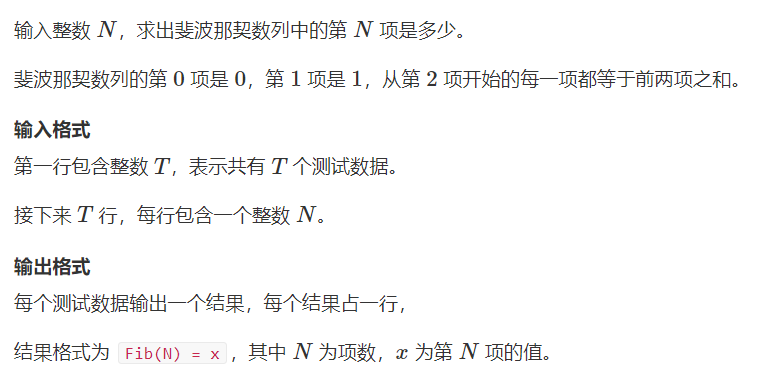 输入整数 N，求出斐波那契数列中的第 N 项是多少。
斐波那契数列的第 0 项是 0，第 1 项是 1，从第 2 项开始的每一项都等于前两项之和。
输入格式
第一行包含整数 T，表示共有 T 个测试数据。
接下来 T 行，每行包含一个整数 N。
输出格式
每个测试数据输出一个结果，每个结果占一行，
结果格式为 Fib(N) = x，其中 N 为项数，x 为第 N 项的值。